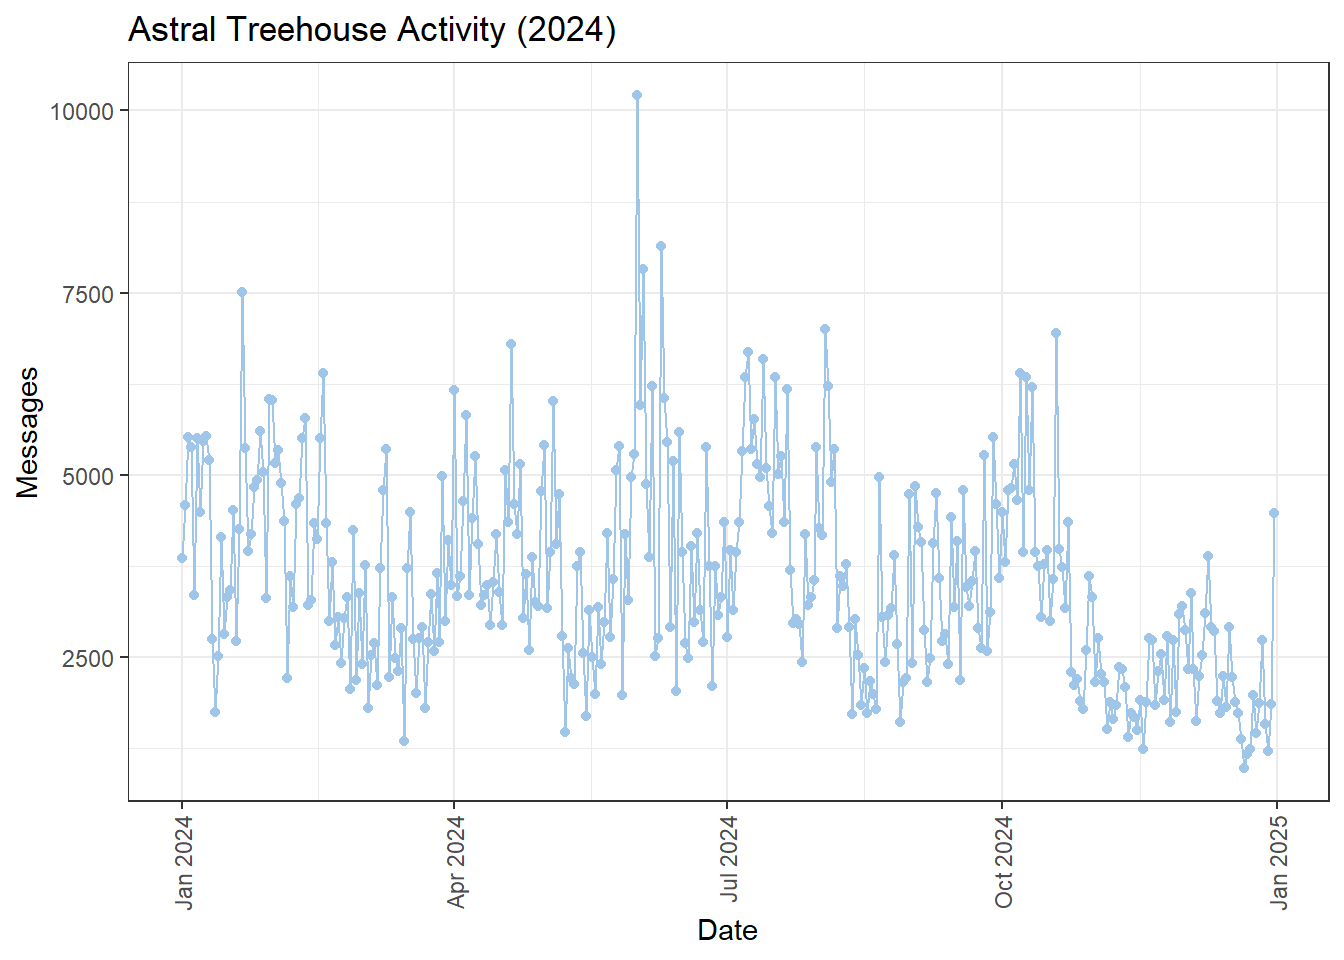 Astral Treehouse Activity (2024)
10000
7500
5000
2500
Messages
Jan 2024
Apr 2024
Jul 2024
Oct 2024
Jan 2025
Date